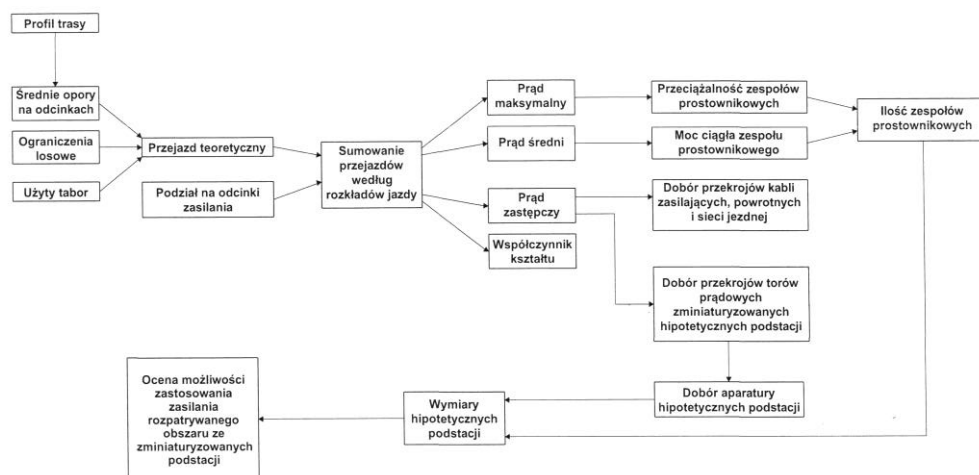 Profil trasy
Średnie opory
na odcinkach
Ograniczenia
losowe
Użyty tabor
Przejazd teoretyczny
Podział na odcinki
zasilania
Sumowanie
przejazdów
według
rozkładów jazdy
Prąd
maksymalny
Prąd średni
Prąd
zastępczy
Współczynnik
kształtu
Przeciążalność zespołów
prostownikowych
Moc ciągła zespołu
prostownikowego
Dobór przekrojów kabli
zasilających, powrotnych
i sieci jezdnej
Ilość zespołów
prostownikowych
Dobór przekrojów torów
prądowych
zminiaturyzowanych
hipotetycznych podstacji
Dobór aparatury
hipotetycznych podstacji
Wymiary
hipotetycznych
podstacji
Ocena możliwości
zastosowania
zasilania
rozpatrywanego
obszaru ze
zminiaturyzowanych
podstacji